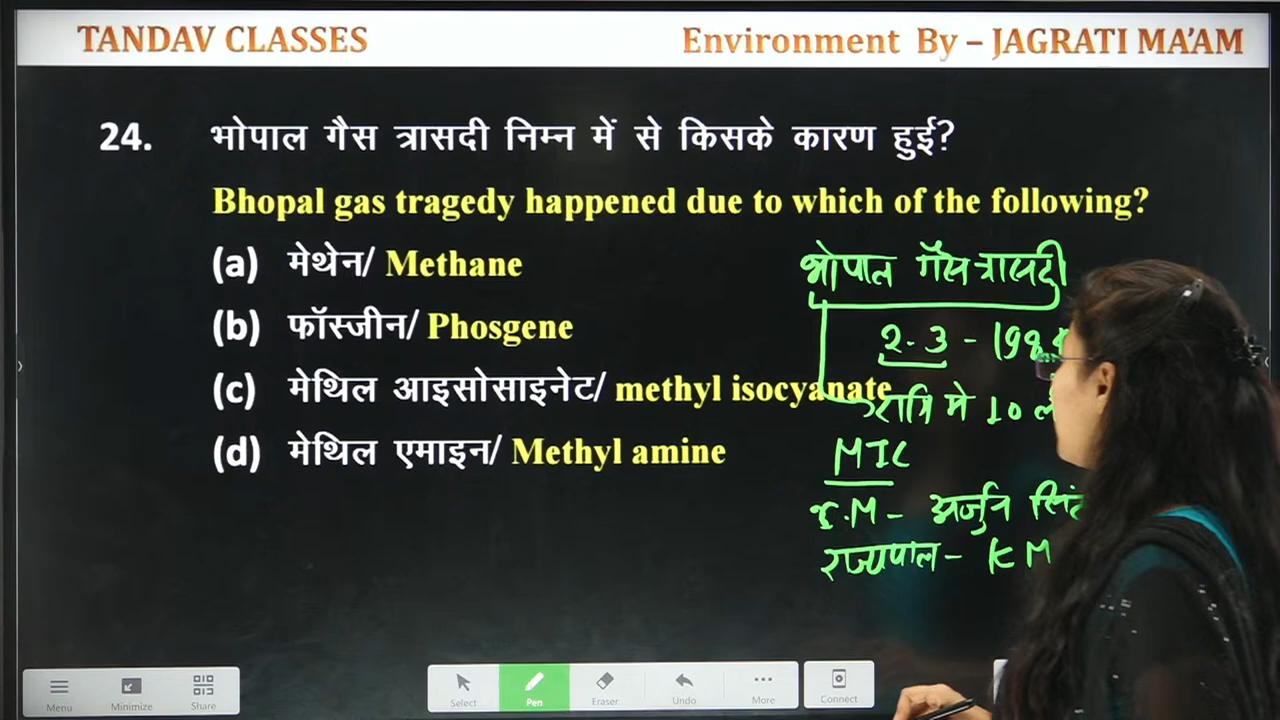 TANDAV CLASSES
Environment By – JAGRATI MA'AM
24. भोपाल गैस त्रासदी निम्न में से किसके कारण हुई?
Bhopal gas tragedy happened due to which of the following?
(a) मेथेन/ Methane
(b) फॉस्जीन/ Phosgene
(c) मेथिल आइसोसाइनेट/ methyl isocyanate
(d) मेथिल एमाइन/ Methyl amine
भोपाल गैस त्रासदी
2-3 - 198
रात्रि में 10
MIC
C.M- अर्जुन
राज्यपाल- K M
Menu
Minimize
Share
Select
Pen
Eraser
Undo
More
Connect